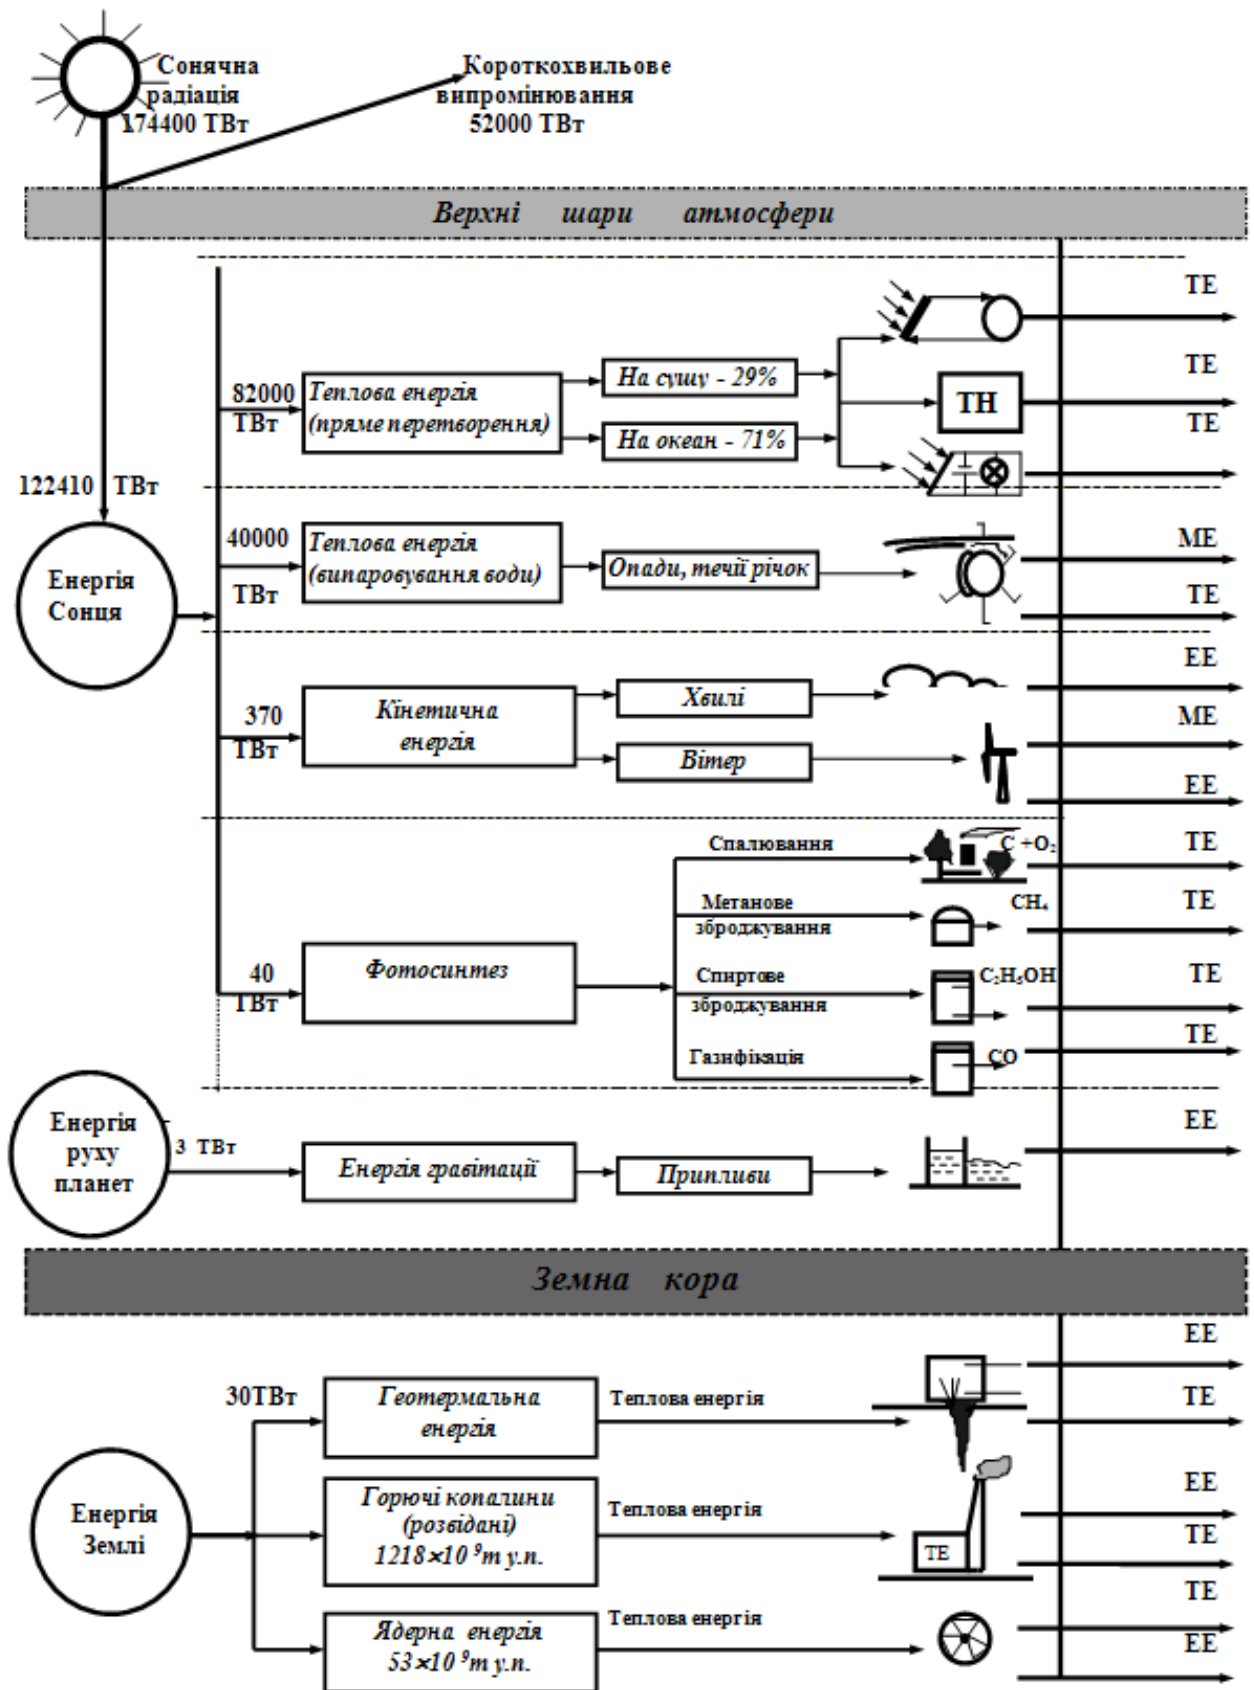 Сонячна
радіація
174400 ТВт
Короткохвильове
випромінювання
52000 ТВт
Верхні шари атмосфери
82000
ТВт
Теплова енергія
(пряме перетворення)
На сушу - 29%
На океан - 71%
ТН
ТЕ
ТЕ
ТЕ
122410 ТВт
Енергія
Сонця
40000
ТВт
Теплова енергія
(випаровування води)
Опади, течії річок
МЕ
ТЕ
370
ТВт
Кінетична
енергія
Хвилі
Вітер
ЕЕ
МЕ
ЕЕ
40
ТВт
Фотосинтез
Спалювання
C +O₂
ТЕ
Метанове
зброджування
CH₄
ТЕ
Спиртове
зброджування
C₂H₅OH
ТЕ
Газифікація
CO
ТЕ
Енергія
руху
планет
3 ТВт
Енергія гравітації
Припливи
ЕЕ
Земна кора
Енергія
Землі
30ТВт
Геотермальна
енергія
Теплова енергія
ЕЕ
ТЕ
Горючі копалини
(розвідані)
1218×10 ⁹т у.п.
Теплова енергія
ТЕ
ЕЕ
ТЕ
Ядерна енергія
53×10 ⁹т у.п.
Теплова енергія
ТЕ
ЕЕ